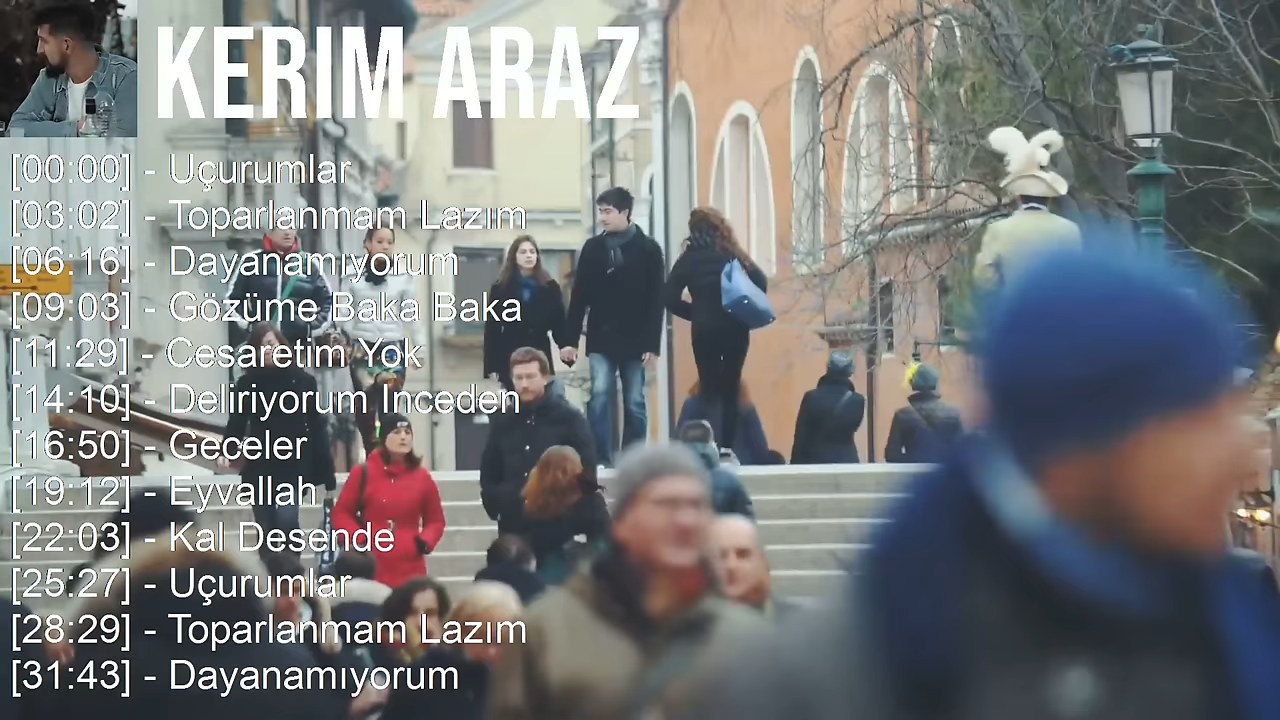 KERIM ARAZ
[00:00] - Uçurumlar
[03:02] - Toparlanmam Lazım
[06:16] - Dayanamıyorum
[09:03] - Gözüme Baka Baka
[11:29] - Cesaretim Yok
[14:10] - Deliriyorum Inceden
[16:50] - Geceler
[19:12] - Eyvallah
[22:03] - Kal Desende
[25:27] - Uçurumlar
[28:29] - Toparlanmam Lazım
[31:43] - Dayanamıyorum